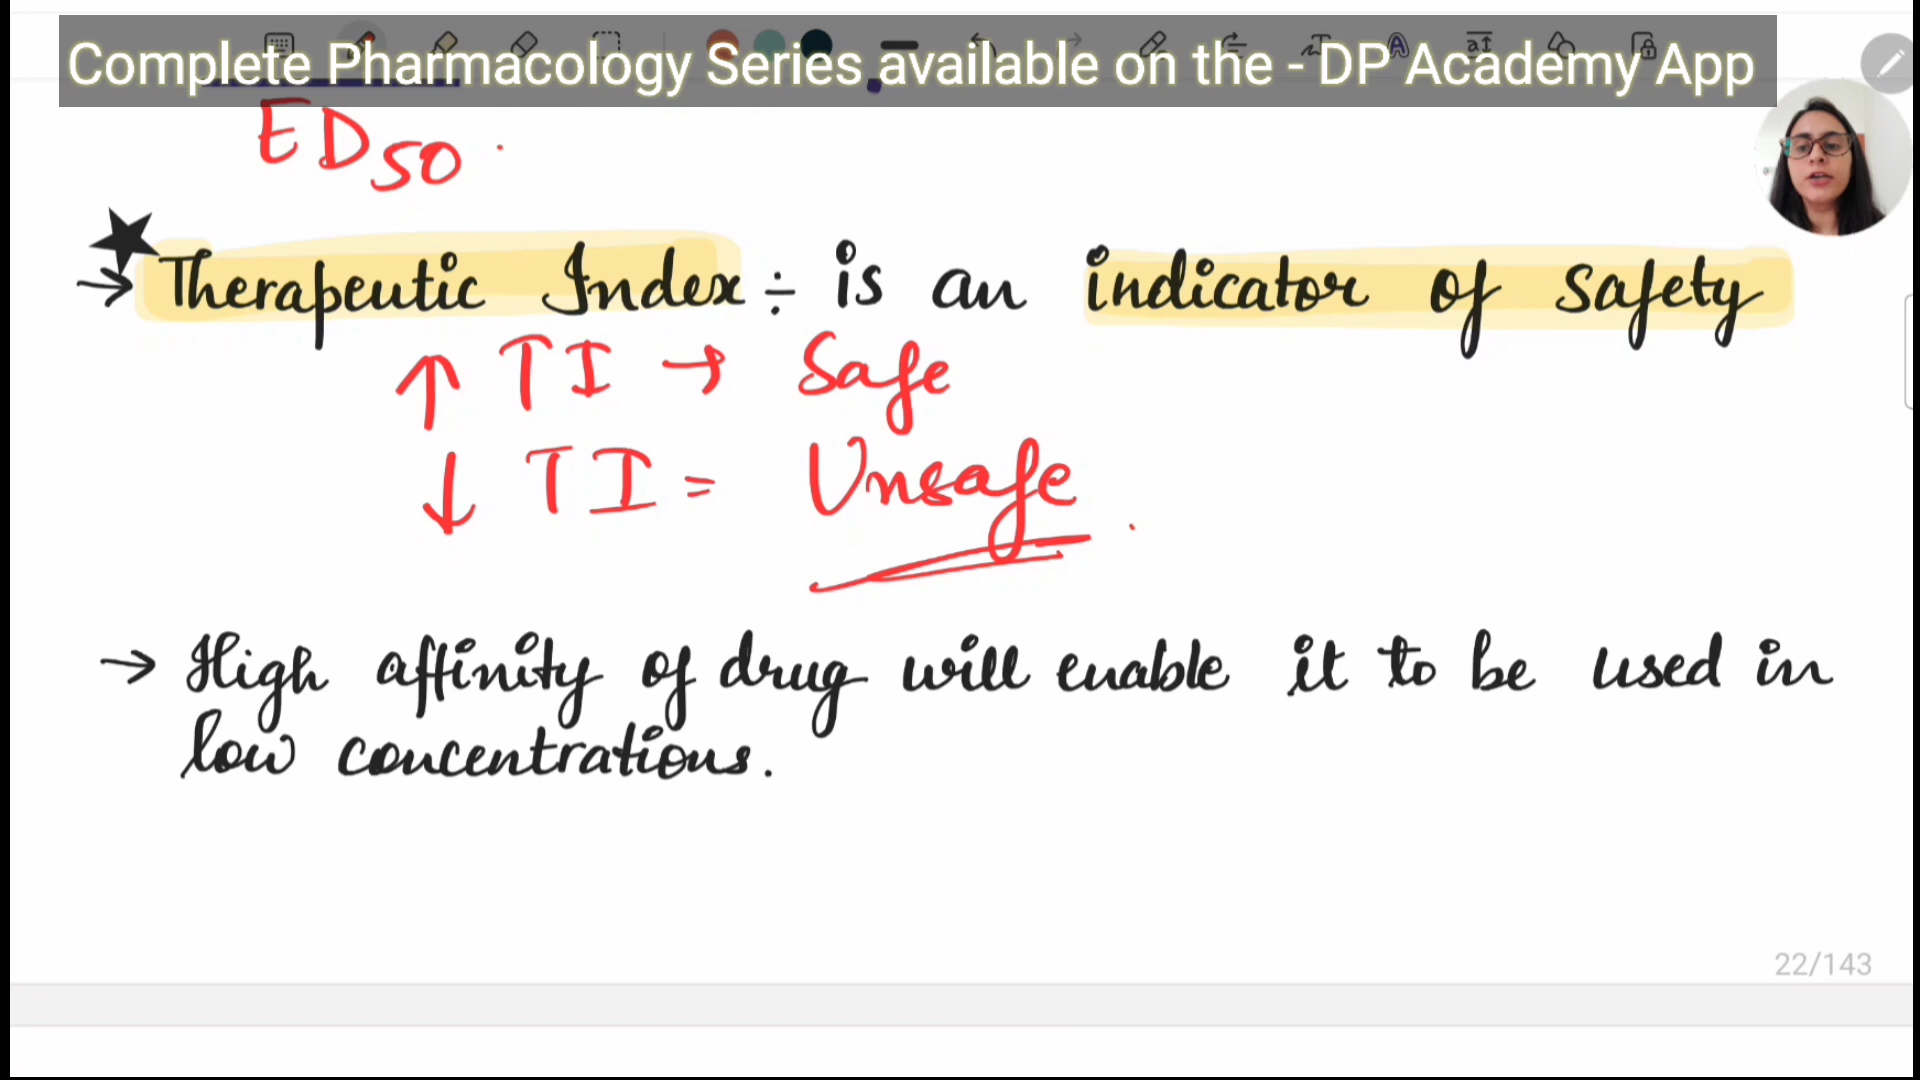 Complete Pharmacology Series available on the - DP Academy App
ED50
→ Therapeutic Index ÷ is an indicator of safety
↑ TI → Safe
↓ TI = Unsafe
→ High affinity of drug will enable it to be used in
low concentrations.
22/143